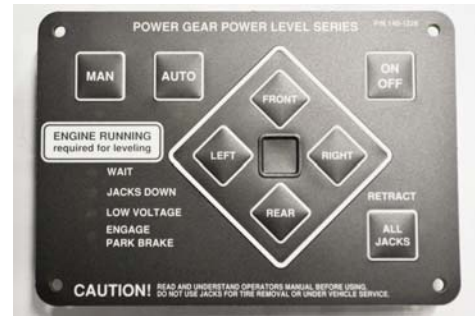 POWER GEAR POWER LEVEL SERIES
MAN
AUTO
ON
OFF
FRONT
ENGINE RUNNING
required for leveling
LEFT
RIGHT
WAIT
JACKS DOWN
RETRACT
LOW VOLTAGE
REAR
ENGAGE
PARK BRAKE
ALL
JACKS
CAUTION!
READ AND UNDERSTAND OPERATORS MANUAL BEFORE USING.
DO NOT USE JACKS FOR TIRE REMOVAL OR UNDER VEHICLE SERVICE.